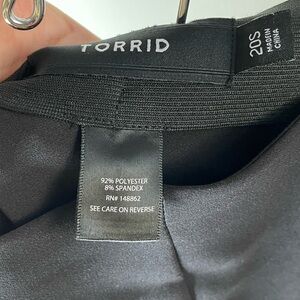 TORRID
20S
MADE IN
CHINA
92% POLYESTER
8% SPANDEX
RN# 148862
SEE CARE ON REVERSE